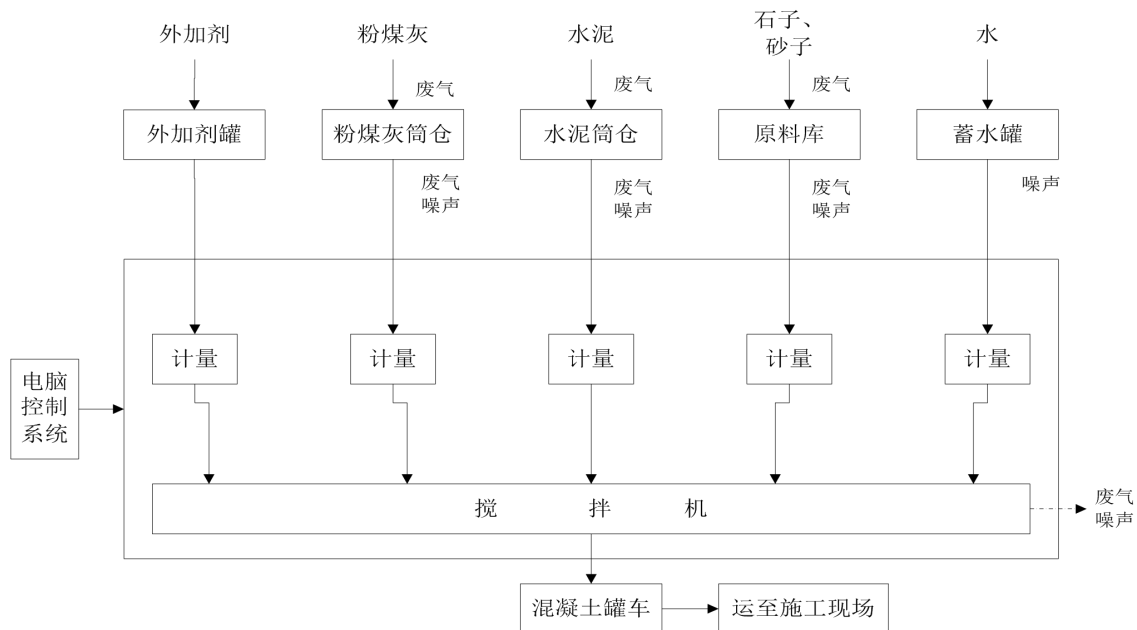 外加剂
粉煤灰
水泥
石子、
砂子
水
废气
废气
废气
外加剂罐
粉煤灰筒仓
水泥筒仓
原料库
蓄水罐
废气
噪声
废气
噪声
废气
噪声
噪声
计量
计量
计量
计量
计量
电脑
控制
系统
搅拌机
废气
噪声
混凝土罐车
运至施工现场